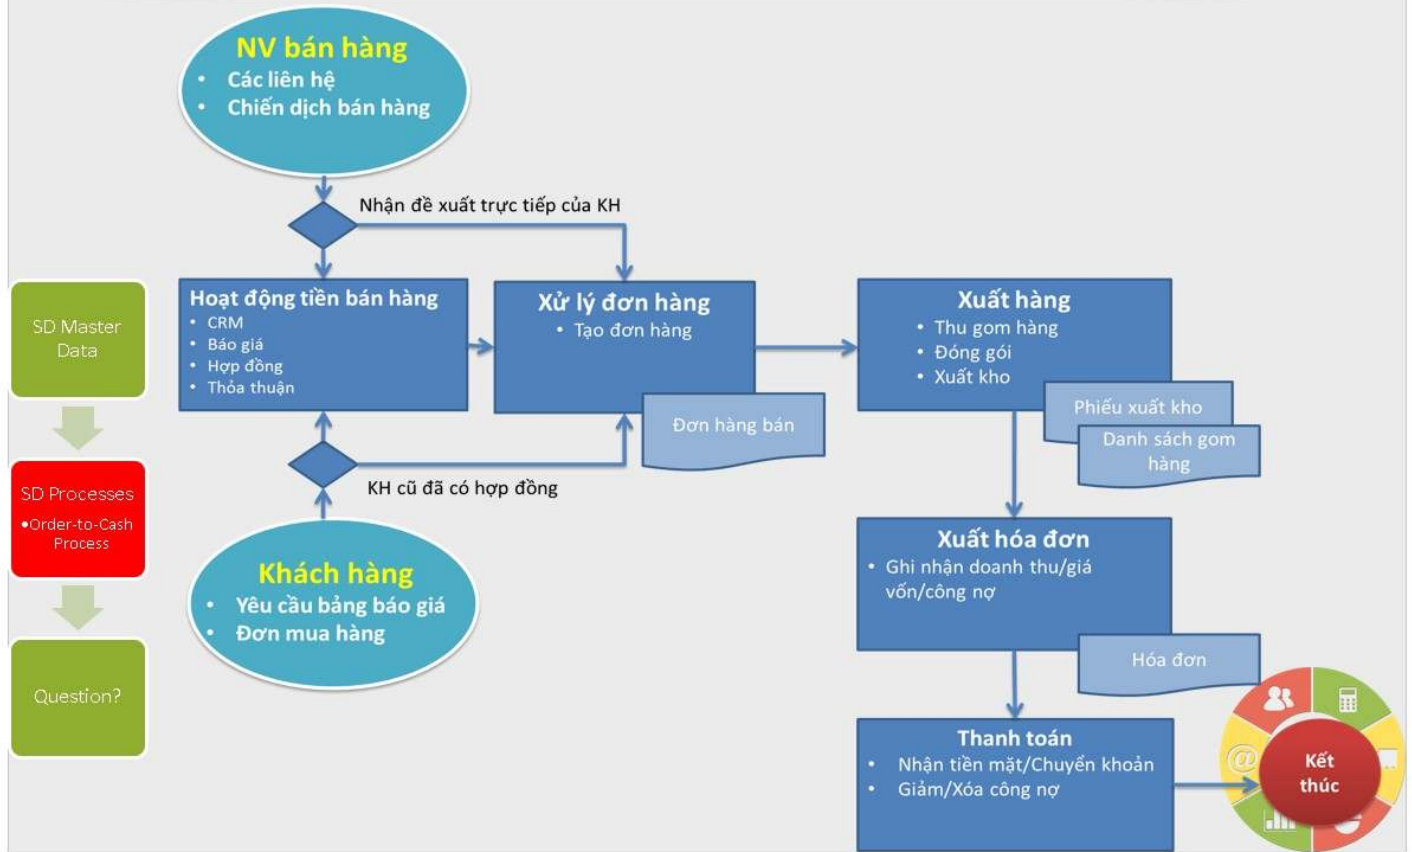 NV bán hàng
• Các liên hệ
• Chiến dịch bán hàng
Nhận đề xuất trực tiếp của KH
SD Master
Data
SD Processes
•Order-to-Cash
Process
Question?
Hoạt động tiền bán hàng
• CRM
• Báo giá
• Hợp đồng
• Thỏa thuận
Xử lý đơn hàng
• Tạo đơn hàng
Đơn hàng bán
Xuất hàng
• Thu gom hàng
• Đóng gói
• Xuất kho
Phiếu xuất kho
Danh sách gom
hàng
KH cũ đã có hợp đồng
Khách hàng
• Yêu cầu bảng báo giá
• Đơn mua hàng
Xuất hóa đơn
• Ghi nhận doanh thu/giá
vốn/công nợ
Hóa đơn
Thanh toán
• Nhận tiền mặt/Chuyển khoản
• Giảm/Xóa công nợ
@
Kết
thúc